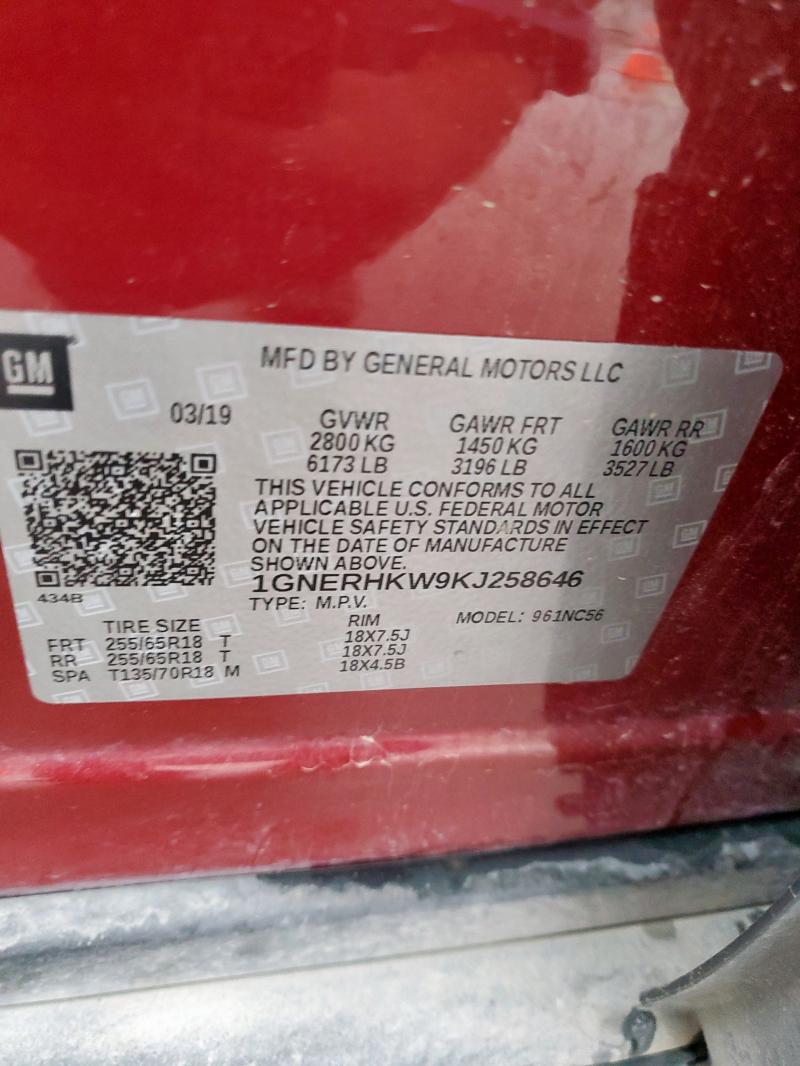 GM
MFD BY GENERAL MOTORS LLC
03/19
GVWR GAWR FRT GAWR RR
2800 KG 1450 KG 1600 KG
6173 LB 3196 LB 3527 LB
THIS VEHICLE CONFORMS TO ALL
APPLICABLE U.S. FEDERAL MOTOR
VEHICLE SAFETY STANDARDS IN EFFECT
ON THE DATE OF MANUFACTURE
SHOWN ABOVE.
1GNERHKW9KJ258646
434B
TYPE: M.P.V. MODEL: 961NC56
TIRE SIZE RIM
FRT 255/65R18 T 18X7.5J
RR 255/65R18 T 18X7.5J
SPA T135/70R18 M 18X4.5B